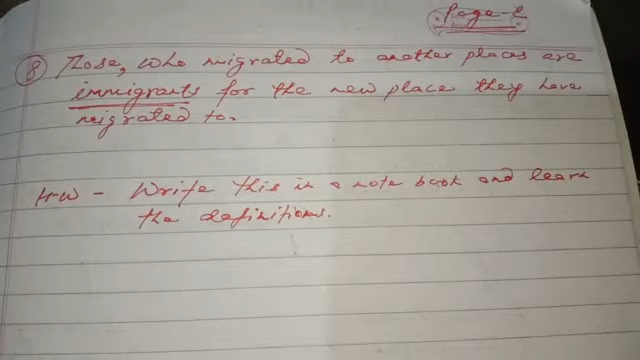 Page-2
⑧ Those, who migrated to another places are
immigrants for the new place they have
migrated to.
HW - Write this in a note book and learn
the definitions.